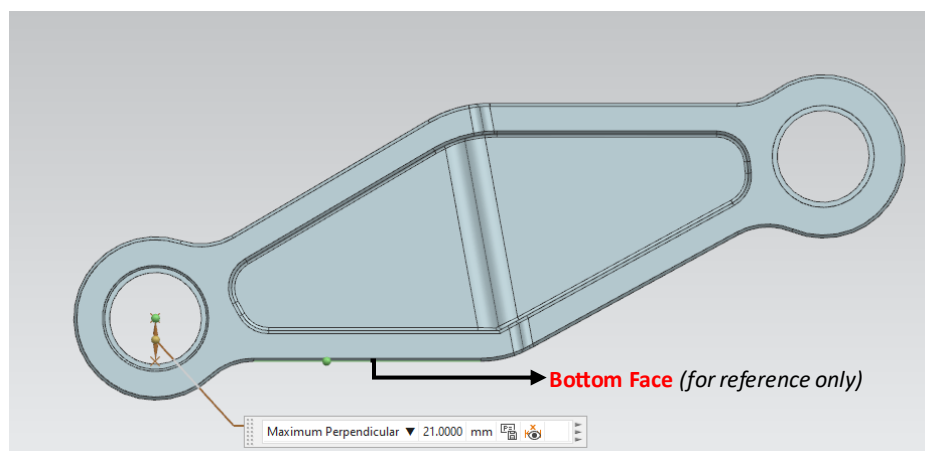 Bottom Face (for reference only)
Maximum Perpendicular ▼ 21.0000 mm